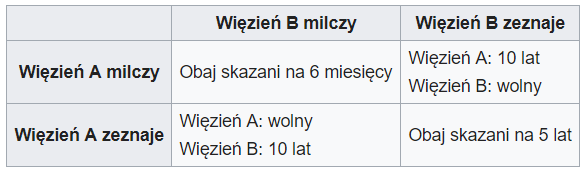 Więzień B milczy
Więzień B zeznaje
Więzień A milczy
Obaj skazani na 6 miesięcy
Więzień A: 10 lat
Więzień B: wolny
Więzień A zeznaje
Więzień A: wolny
Więzień B: 10 lat
Obaj skazani na 5 lat